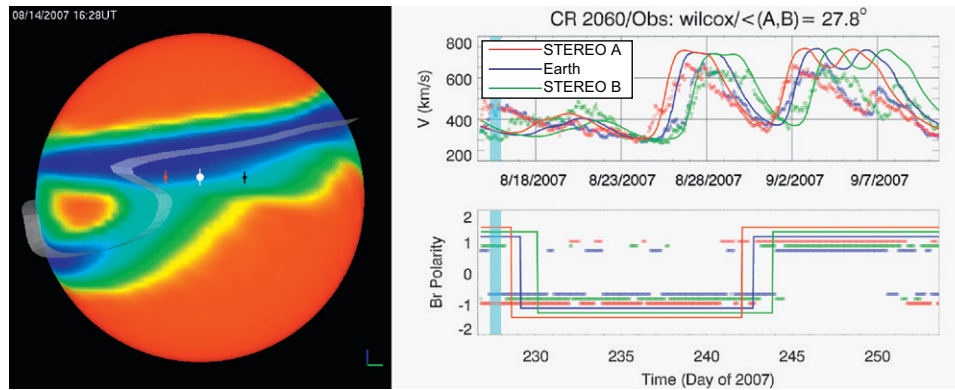 08/14/2007 16:28UT
CR 2060/Obs: wilcox/<(A,B)= 27.8°
800
600
400
200
V (km/s)
STEREO A
Earth
STEREO B
8/18/2007 8/23/2007 8/28/2007 9/2/2007 9/7/2007
2
1
0
-1
-2
Br Polarity
230 235 240 245 250
Time (Day of 2007)